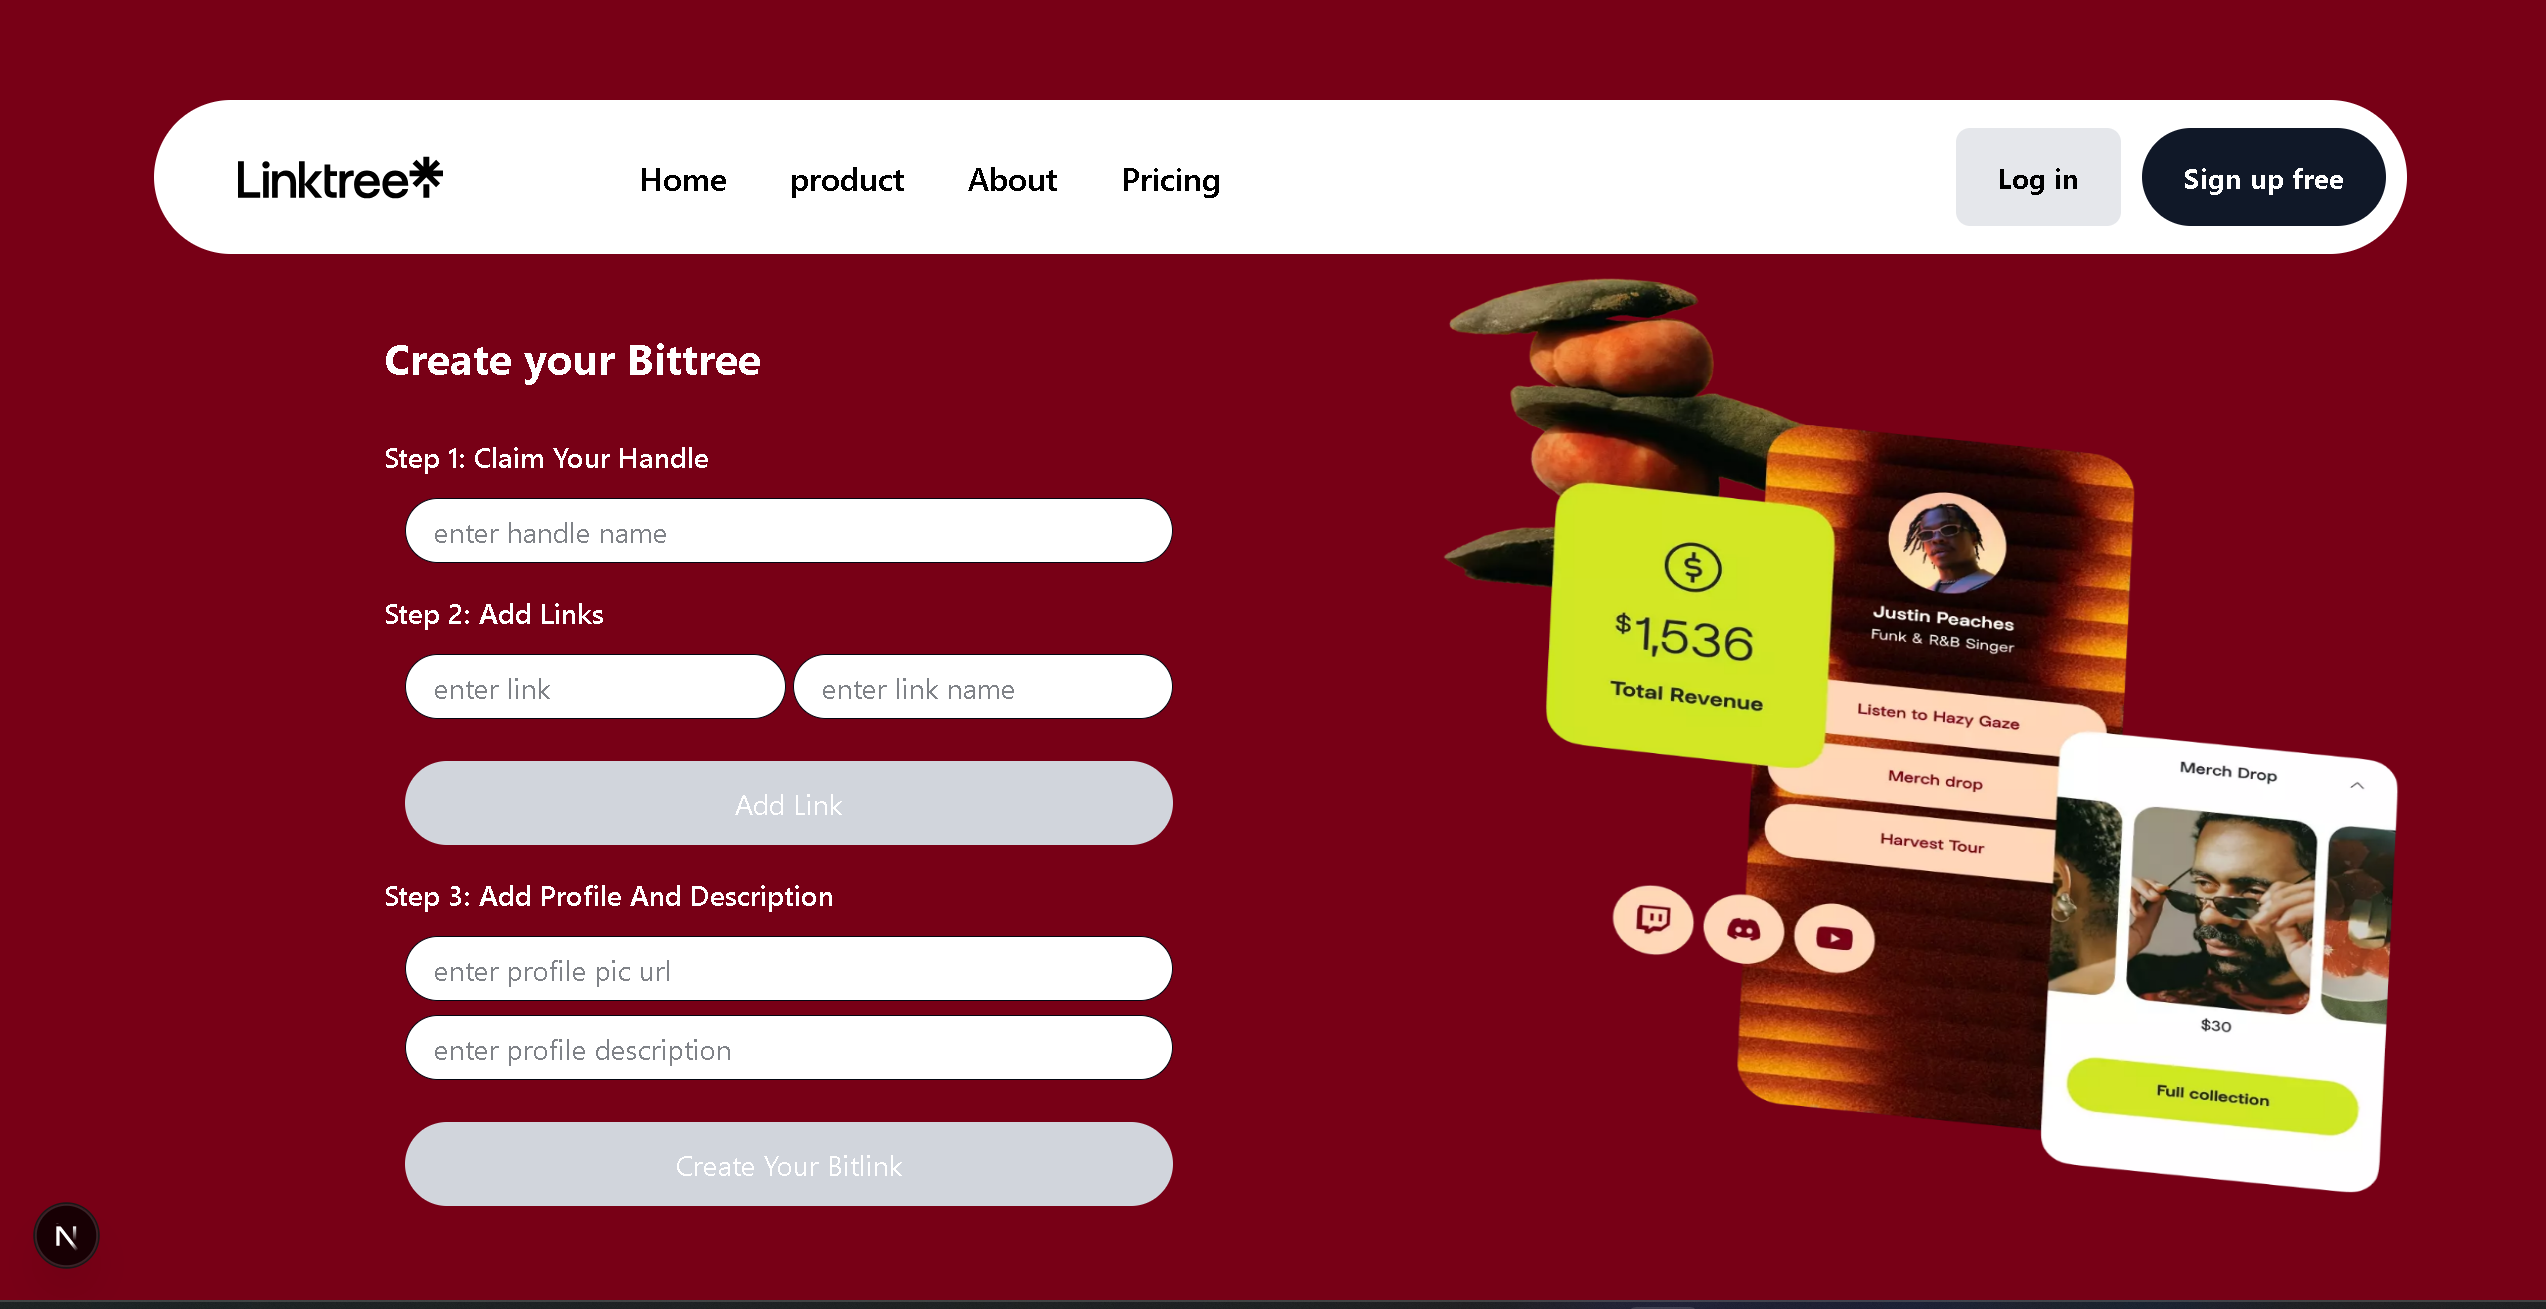 Linktree
Home product About Pricing
Log in
Sign up free
Create your Bittree
Step 1: Claim Your Handle
enter handle name
Step 2: Add Links
enter link
enter link name
Add Link
Step 3: Add Profile And Description
enter profile pic url
enter profile description
Create Your Bitlink
$
$1,536
Total Revenue
Justin Peaches
Funk & R&B Singer
Listen to Hazy Gaze
Merch drop
Harvest Tour
Merch Drop
$30
Full collection
N